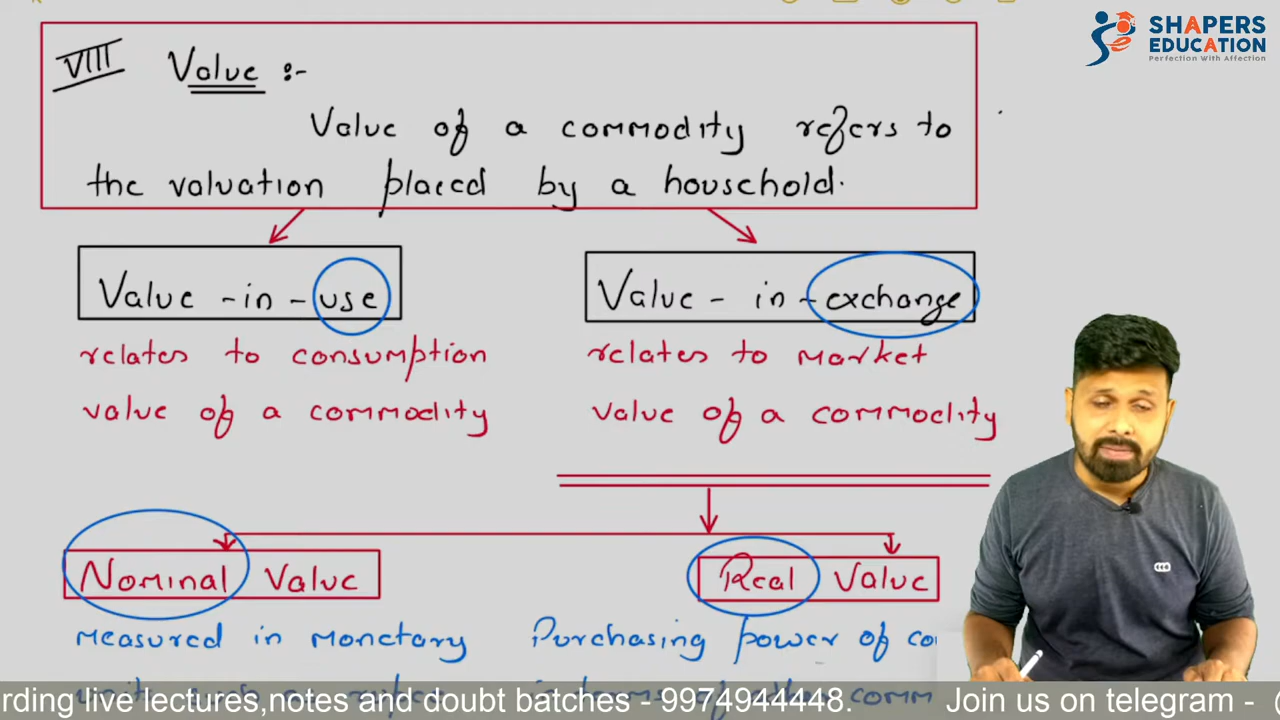 SHAPERS
EDUCATION
Perfection With Affection
VIII Value :-
Value of a commodity refers to
the valuation placed by a household.
Value - in - use
Value - in - exchange
relates to consumption
value of a commodity
relates to market
value of a commodity
Nominal Value
Real Value
Measured in monetary
Purchasing power of co
rding live lectures,notes and doubt batches - 9974944448. Join us on telegram -